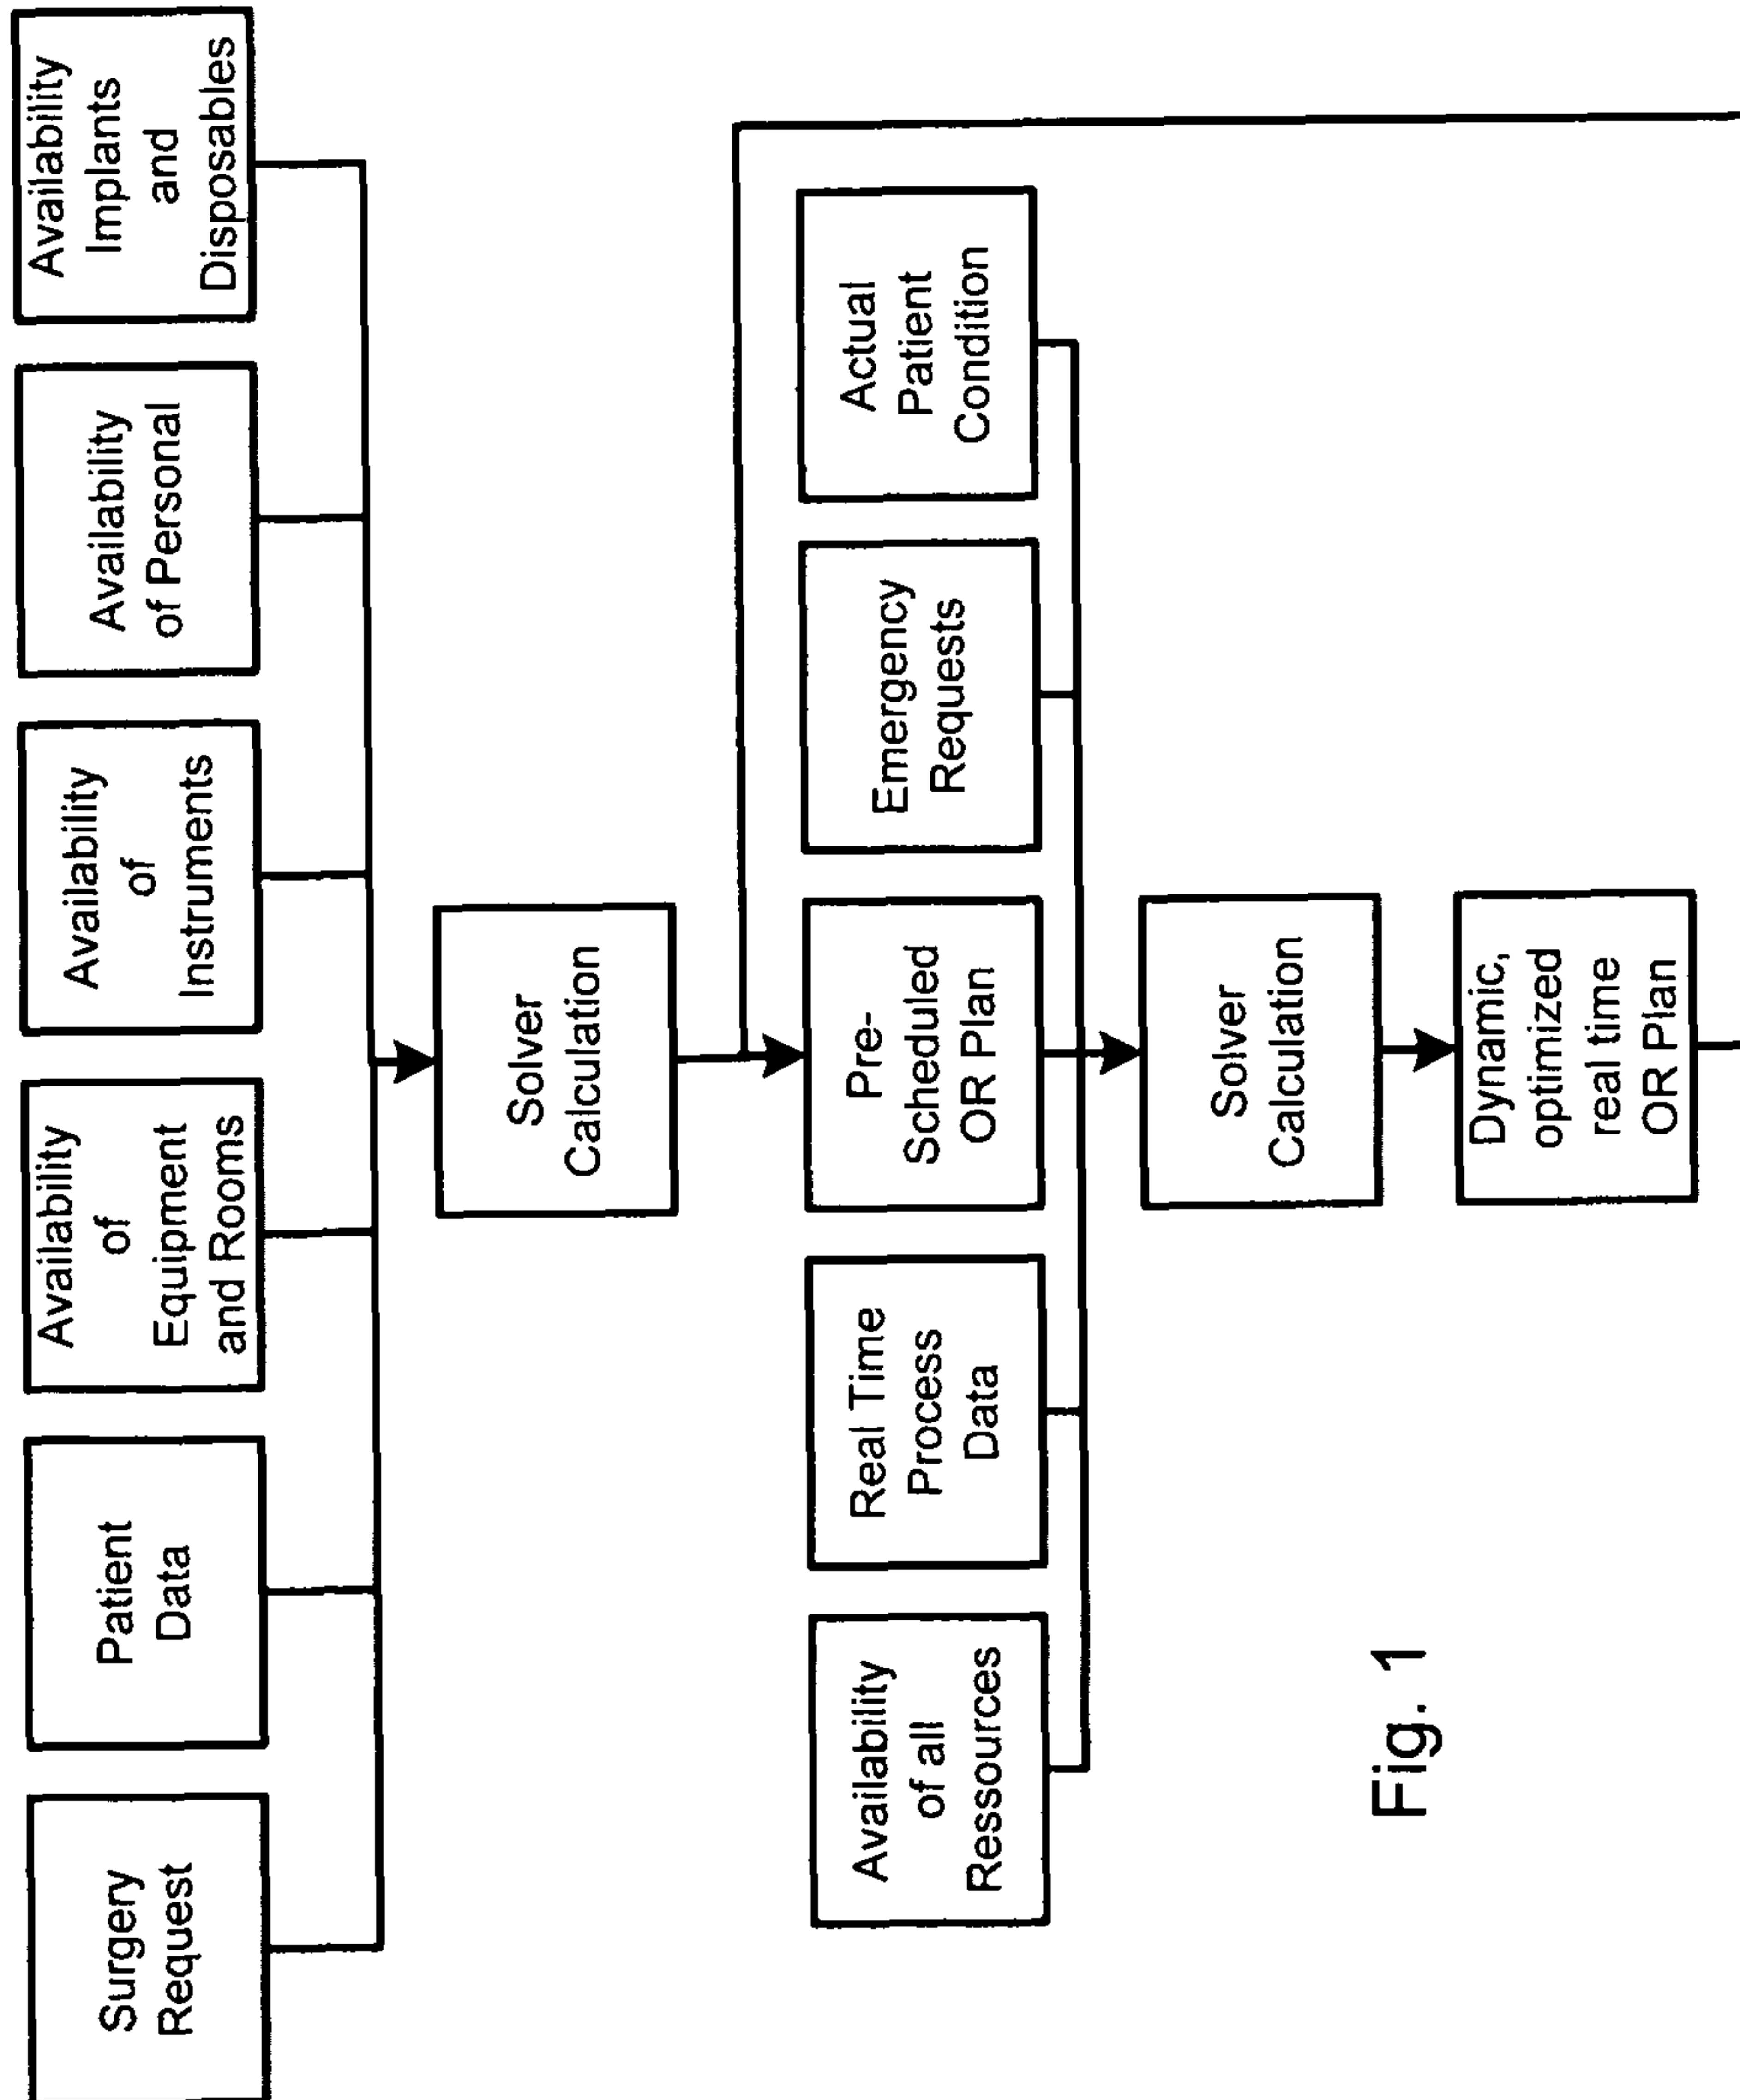 Surgery
Request
Patient
Data
Availability
of
Equipment
and Rooms
Availability
of
Instruments
Availability
of Personal
Availability
Implants
and
Disposables
Solver
Calculation
Availability
of all
Ressources
Real Time
Process
Data
Pre-
Scheduled
OR Plan
Emergency
Requests
Actual
Patient
Condition
Solver
Calculation
Dynamic,
optimized
real time
OR Plan
Fig. 1